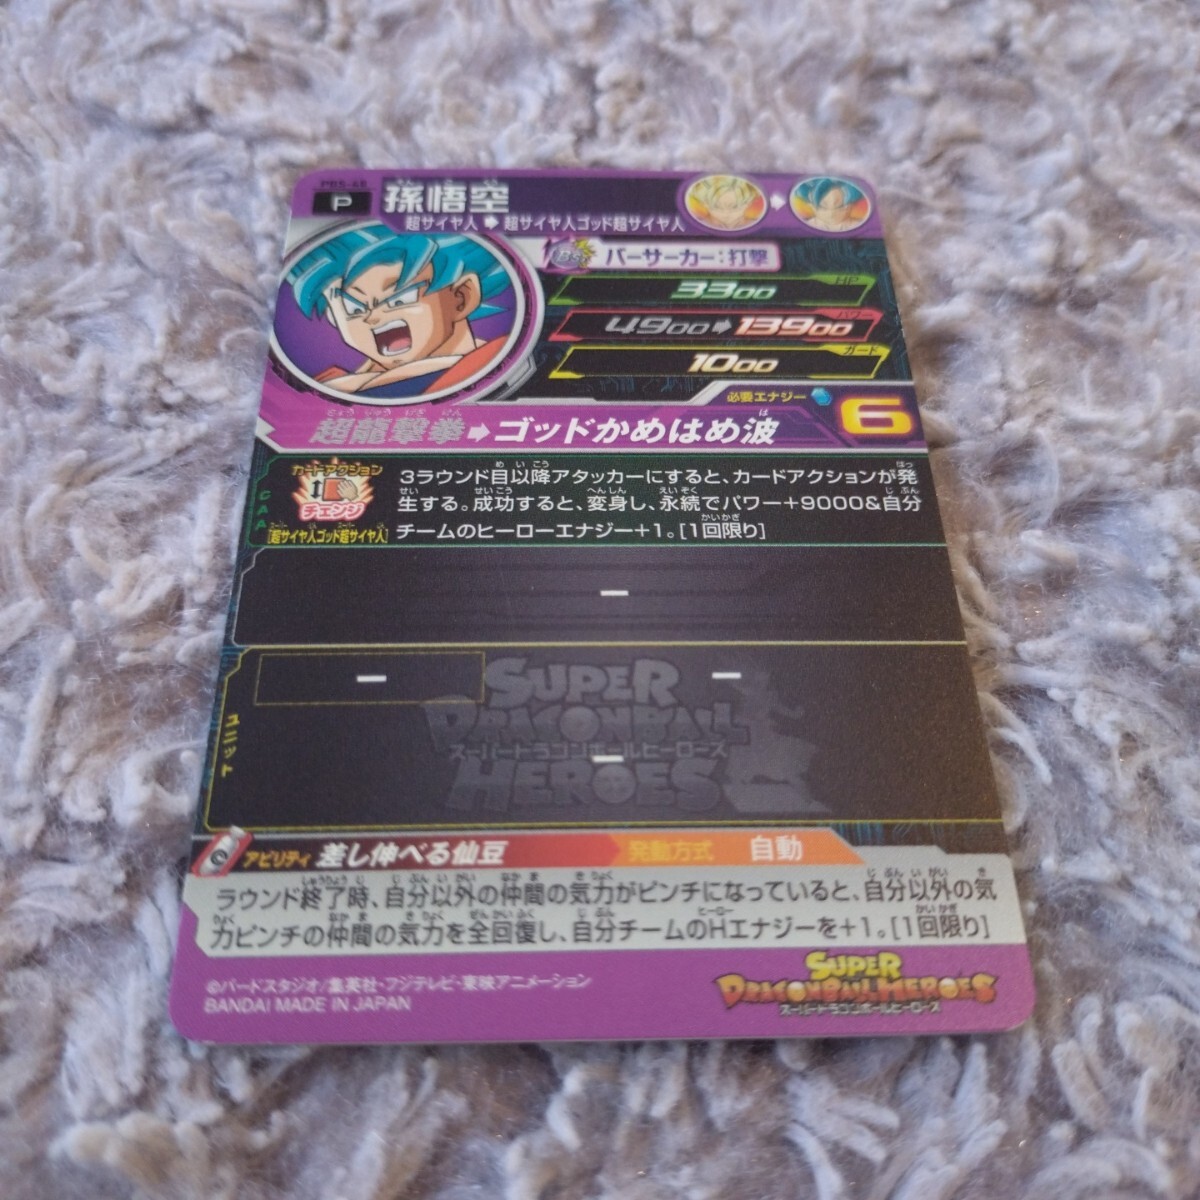 PBS-68
P
孫悟空
超サイヤ人➡超サイヤ人ゴッド超サイヤ人
バーサーカー:打撃
HP
3300
パワー
4900➡13900
ガード
1000
必要エナジー
6
超龍撃拳➡ゴッドかめはめ波
CAA
カードアクション
チェンジ
[超サイヤ人ゴッド超サイヤ人]
3ラウンド目以降アタッカーにすると、カードアクションが発
生する。成功すると、変身し、永続でパワー+9000&自分
チームのヒーローエナジー+1。[1回限り]
ー
ユニット
ー
ー
ー
SUPER
DRAGONBALL
スーパードラゴンボールヒーローズ
HEROES
アビリティ 差し伸べる仙豆
発動方式 自動
ラウンド終了時、自分以外の仲間の気力がピンチになっていると、自分以外の気
力ピンチの仲間の気力を全回復し、自分チームのHエナジーを+1。[1回限り]
©バードスタジオ/集英社・フジテレビ・東映アニメーション
BANDAI MADE IN JAPAN
SUPER
DRAGONBALL HEROES
スーパードラゴンボールヒーローズ